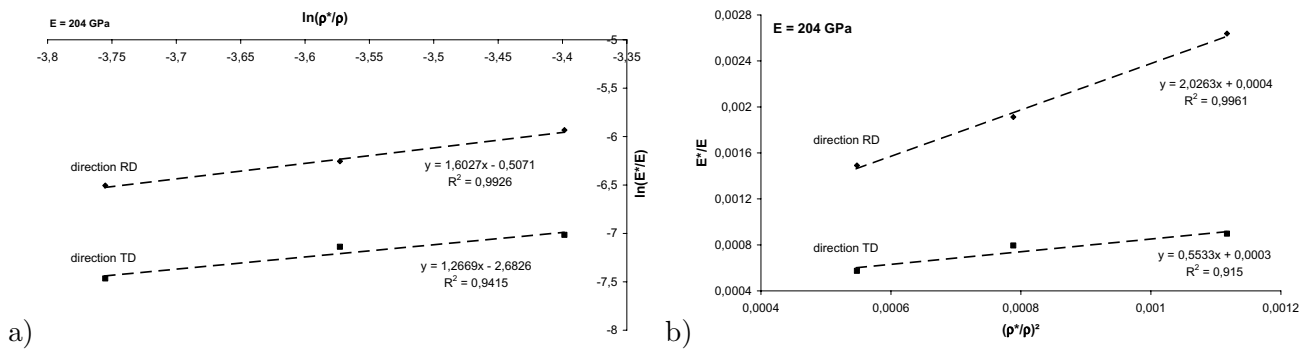 E = 204 GPa
ln(ρ*/ρ)
-3,8 -3,75 -3,7 -3,65 -3,6 -3,55 -3,5 -3,45 -3,4 -3,35
-5
-5,5
-6
-6,5
-7
-7,5
-8
ln(E*/E)
direction RD
y = 1,6027x - 0,5071
R² = 0,9926
direction TD
y = 1,2669x - 2,6826
R² = 0,9415
a)
E = 204 GPa
0,0028
0,0024
0,002
0,0016
0,0012
0,0008
0,0004
E*/E
y = 2,0263x + 0,0004
R² = 0,9961
direction RD
direction TD
y = 0,5533x + 0,0003
R² = 0,915
0,0004 0,0006 0,0008 0,001 0,0012
(ρ*/ρ)²
b)